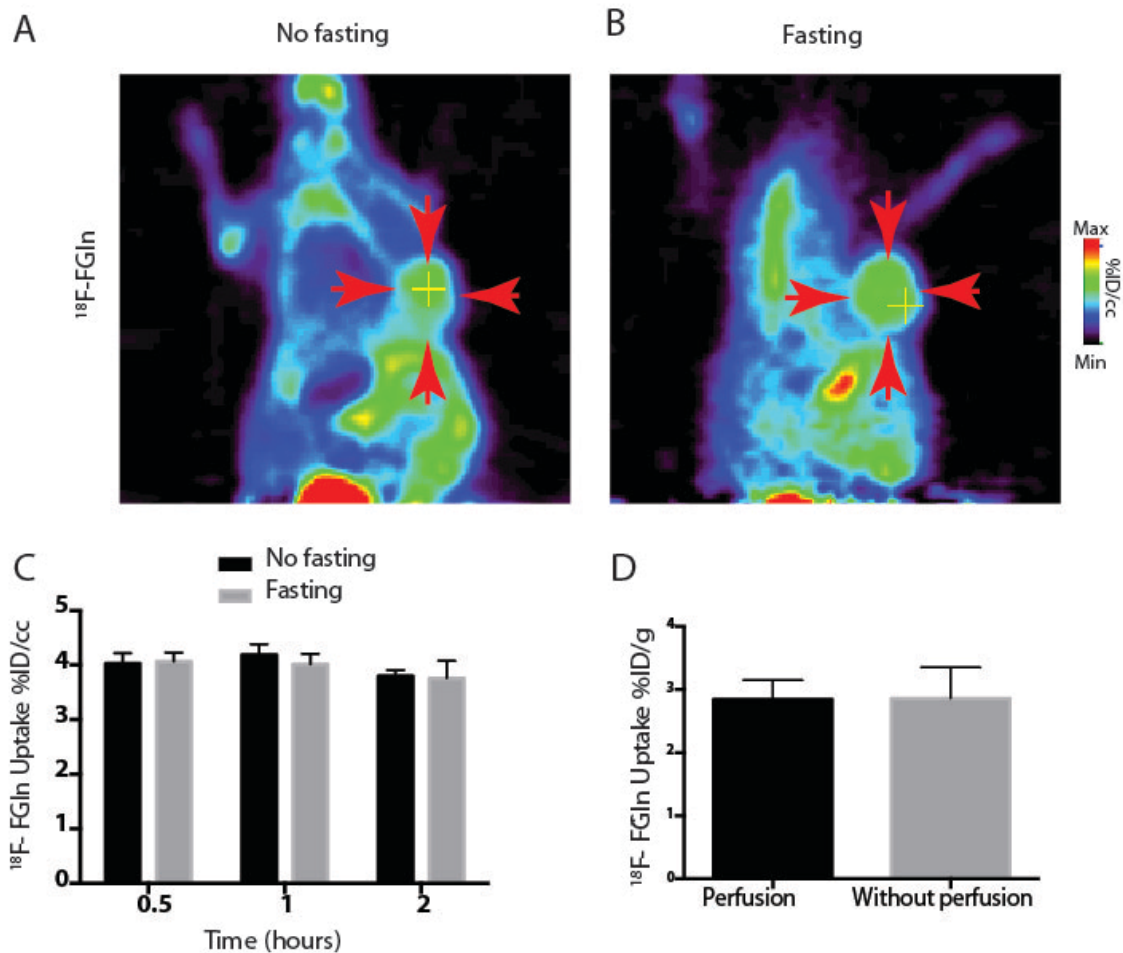 A
No fasting
B
Fasting
¹⁸F-FGln
Max
%ID/cc
Min
C
No fasting
Fasting
¹⁸F- FGln Uptake %ID/cc
5
4
3
2
1
0
0.5
1
2
Time (hours)
D
¹⁸F- FGln Uptake %ID/g
4
3
2
1
0
Perfusion
Without perfusion